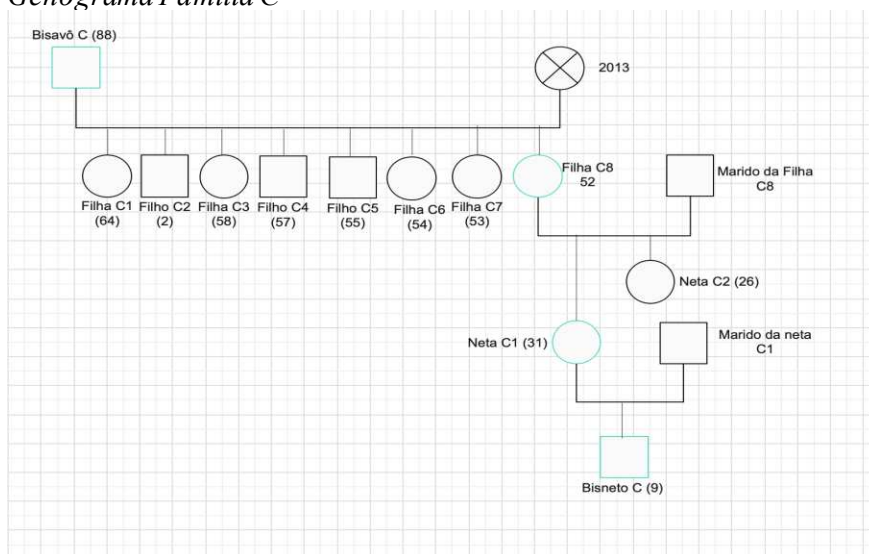 Genograma Família C
Bisavô C (88)
2013
Filha C1
(64)
Filho C2
(2)
Filha C3
(58)
Filho C4
(57)
Filho C5
(55)
Filha C6
(54)
Filha C7
(53)
Filha C8
52
Marido da Filha
C8
Neta C2 (26)
Neta C1 (31)
Marido da neta
C1
Bisneto C (9)